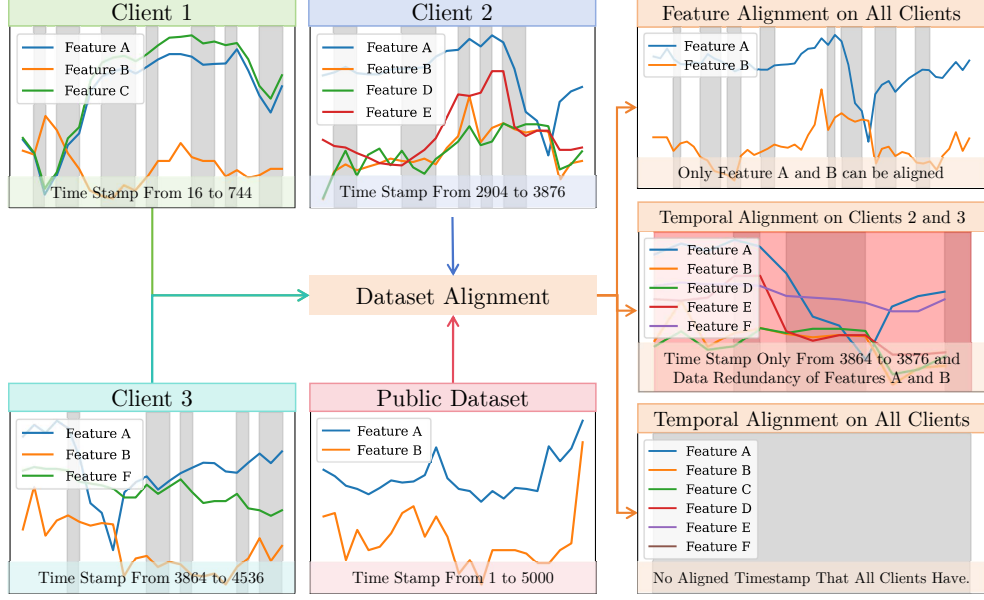 Client 1
Feature A
Feature B
Feature C
Time Stamp From 16 to 744
Client 2
Feature A
Feature B
Feature D
Feature E
Time Stamp From 2904 to 3876
Feature Alignment on All Clients
Feature A
Feature B
Only Feature A and B can be aligned
Dataset Alignment
Temporal Alignment on Clients 2 and 3
Feature A
Feature B
Feature D
Feature E
Feature F
Time Stamp Only From 3864 to 3876 and
Data Redundancy of Features A and B
Client 3
Feature A
Feature B
Feature F
Time Stamp From 3864 to 4536
Public Dataset
Feature A
Feature B
Time Stamp From 1 to 5000
Temporal Alignment on All Clients
Feature A
Feature B
Feature C
Feature D
Feature E
Feature F
No Aligned Timestamp That All Clients Have.